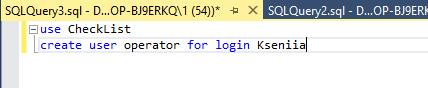 SQLQuery3.sql - D...OP-BJ9ERKQ\1 (54))* SQLQuery2.sql - D...OP-BJ9ERK
use CheckList
create user operator for login Kseniia